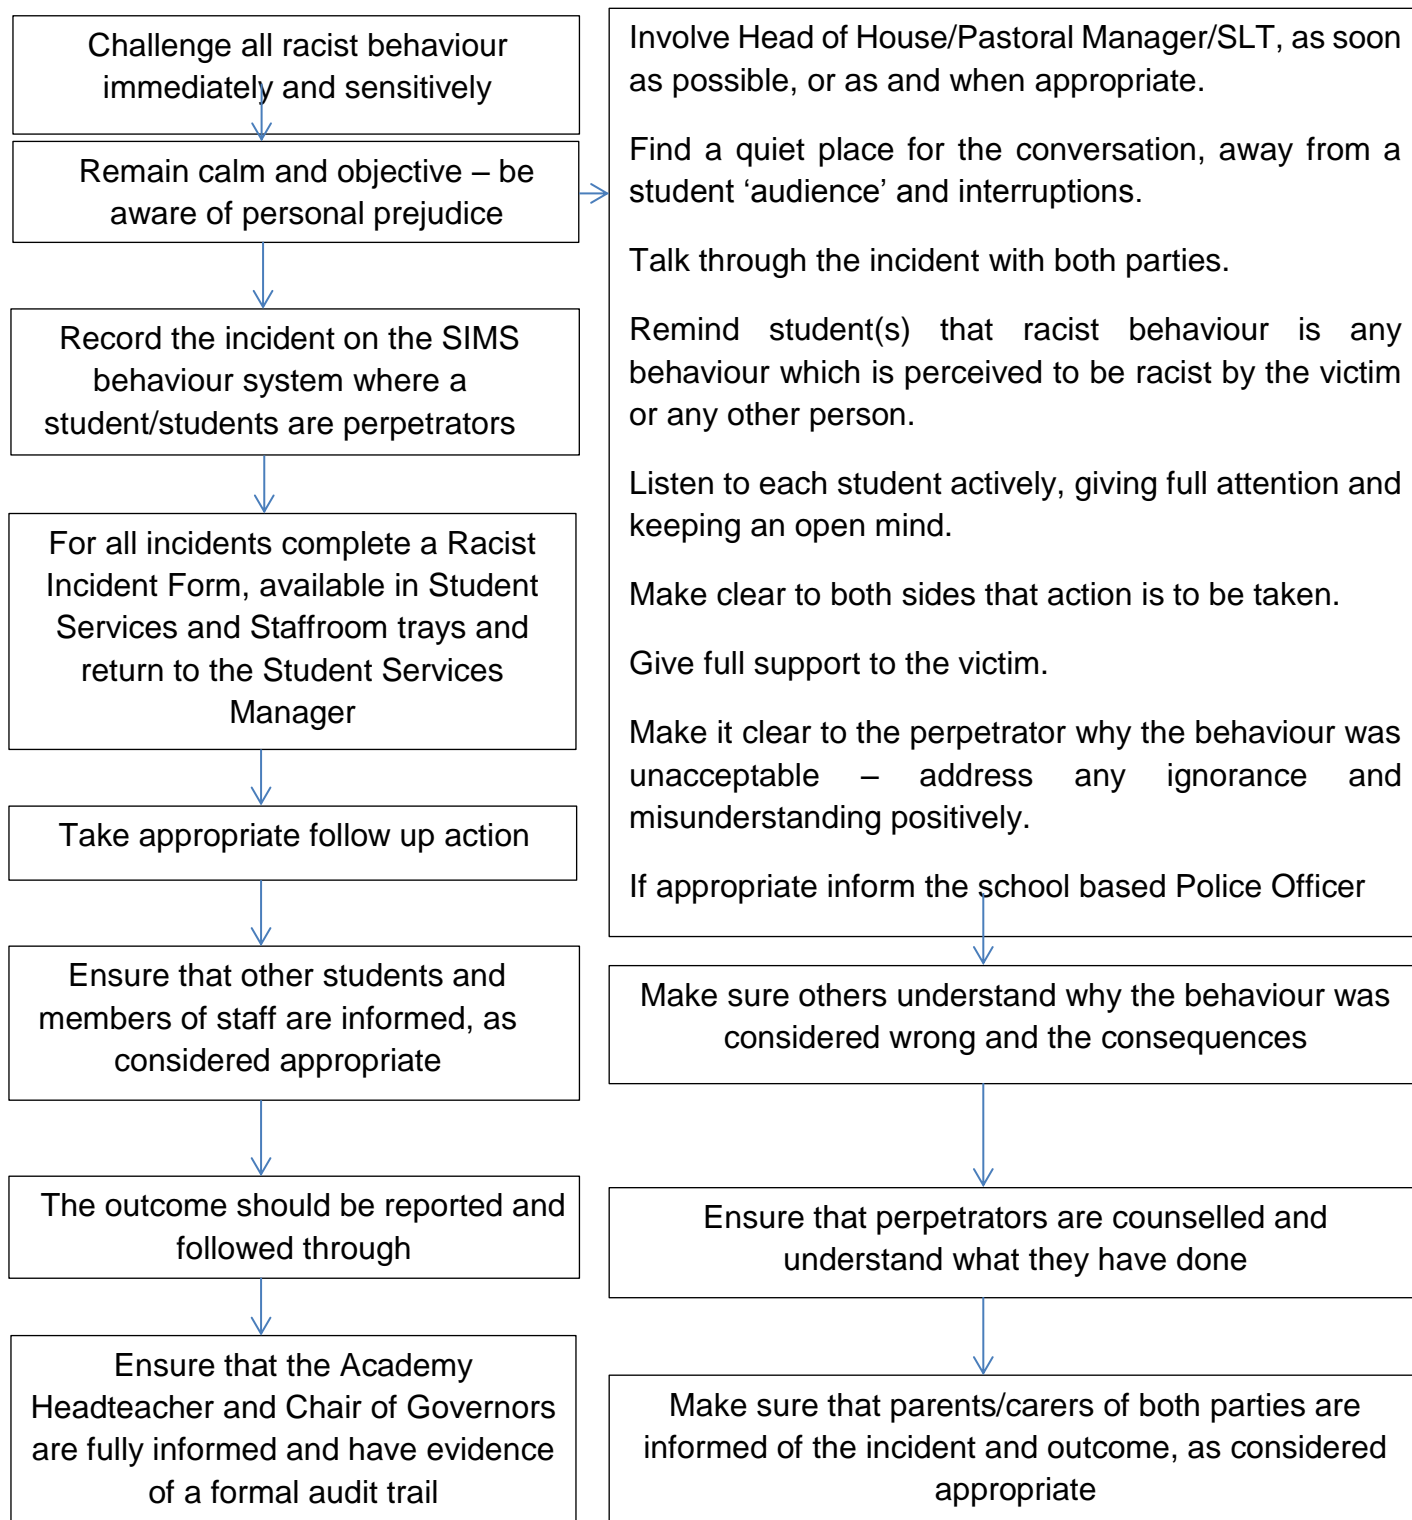 Challenge all racist behaviour
immediately and sensitively
Remain calm and objective – be
aware of personal prejudice
Record the incident on the SIMS
behaviour system where a
student/students are perpetrators
For all incidents complete a Racist
Incident Form, available in Student
Services and Staffroom trays and
return to the Student Services
Manager
Take appropriate follow up action
Ensure that other students and
members of staff are informed, as
considered appropriate
The outcome should be reported and
followed through
Ensure that the Academy
Headteacher and Chair of Governors
are fully informed and have evidence
of a formal audit trail
Involve Head of House/Pastoral Manager/SLT, as soon
as possible, or as and when appropriate.
Find a quiet place for the conversation, away from a
student ‘audience’ and interruptions.
Talk through the incident with both parties.
Remind student(s) that racist behaviour is any
behaviour which is perceived to be racist by the victim
or any other person.
Listen to each student actively, giving full attention and
keeping an open mind.
Make clear to both sides that action is to be taken.
Give full support to the victim.
Make it clear to the perpetrator why the behaviour was
unacceptable – address any ignorance and
misunderstanding positively.
If appropriate inform the school based Police Officer
Make sure others understand why the behaviour was
considered wrong and the consequences
Ensure that perpetrators are counselled and
understand what they have done
Make sure that parents/carers of both parties are
informed of the incident and outcome, as considered
appropriate